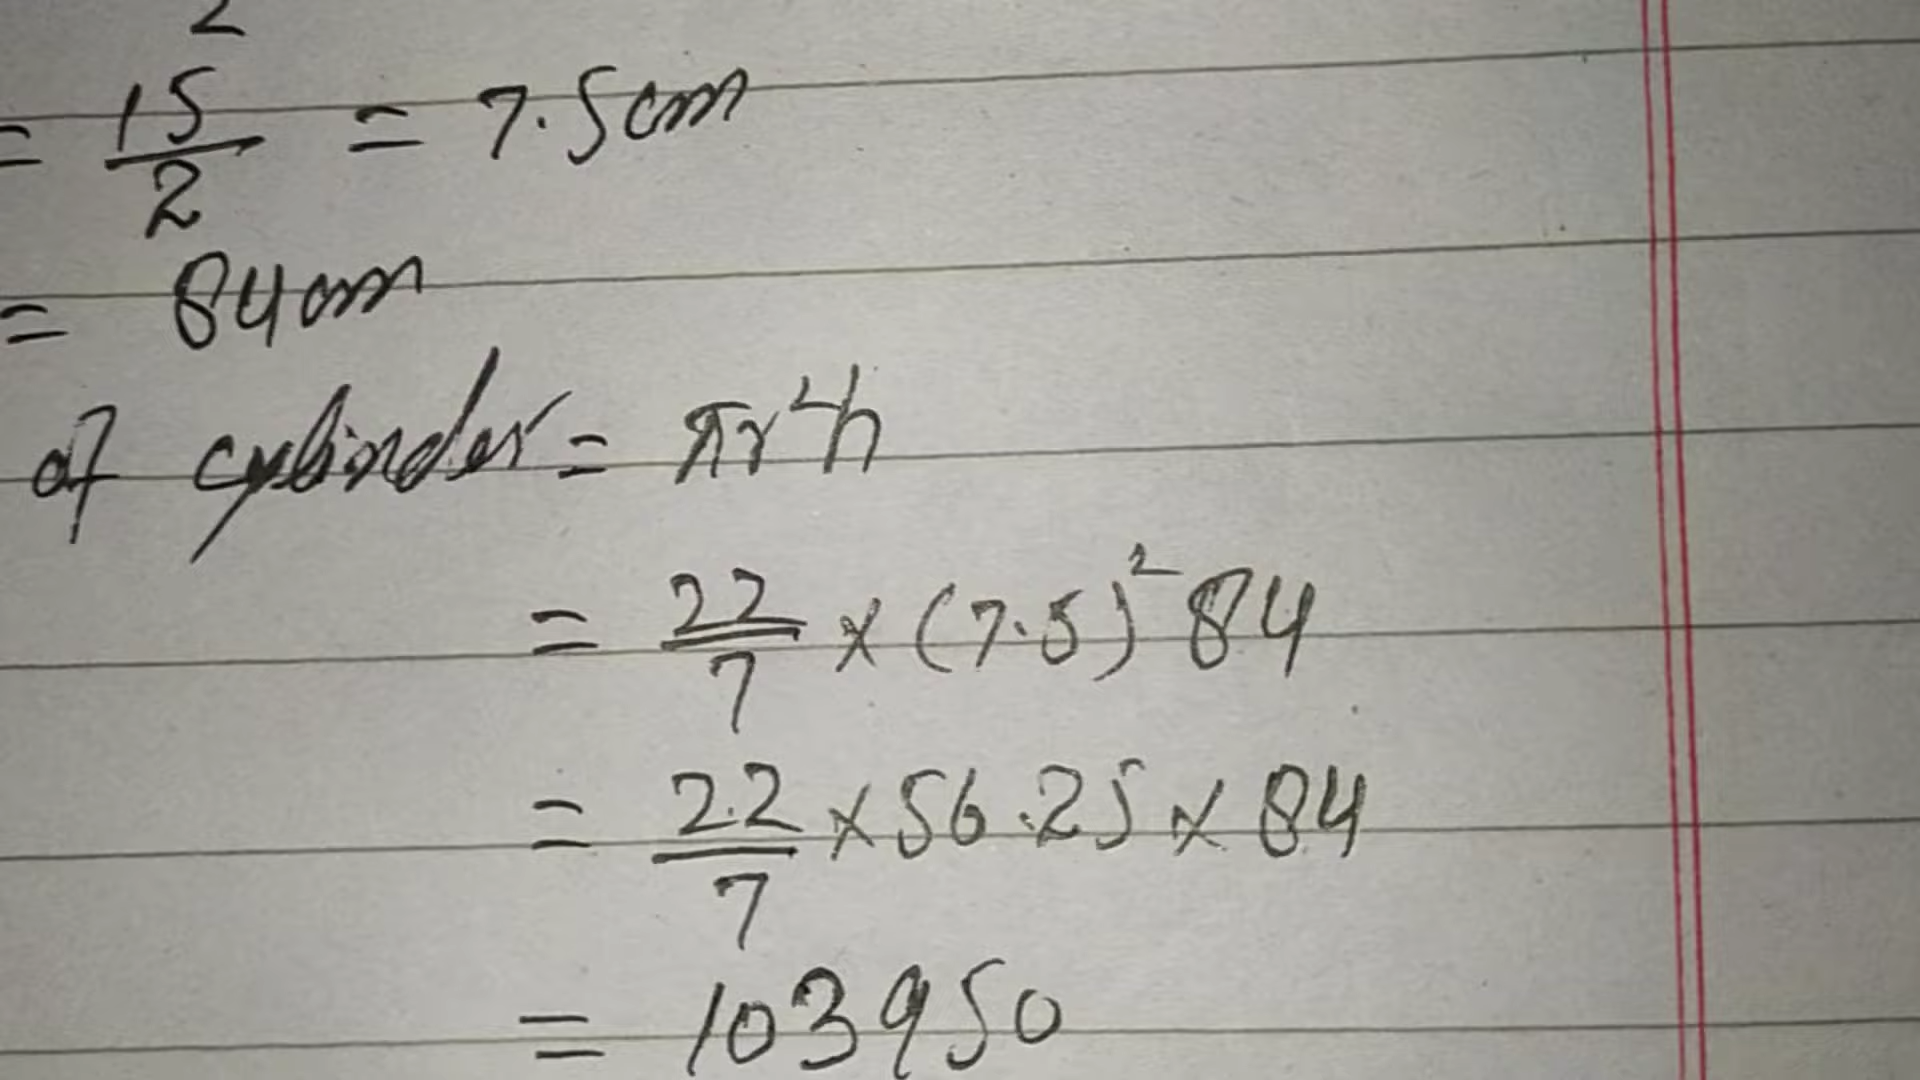 2
= 15/2 = 7.5cm
= 84cm
of cylinder = πr²h
= 22/7 × (7.5)² 84
= 22/7 × 56.25 × 84
= 103950